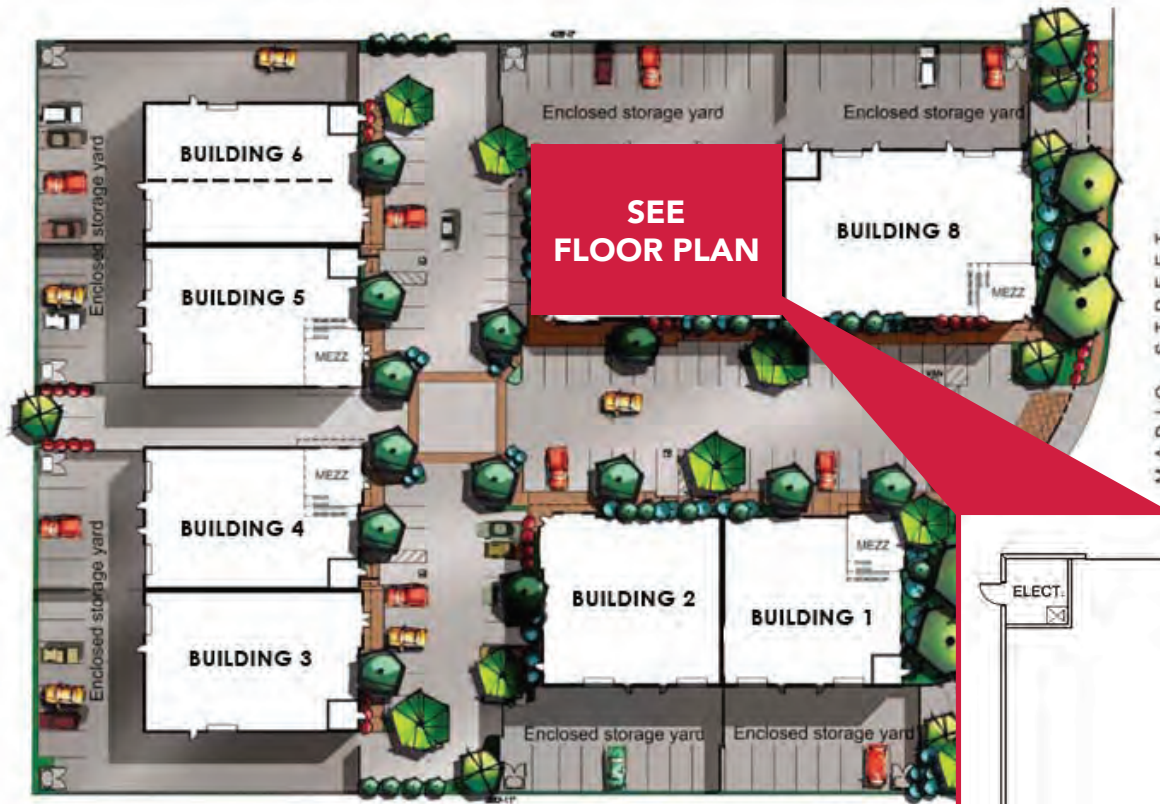 Enclosed storage yard
Enclosed storage yard
BUILDING 6
SEE
FLOOR PLAN
BUILDING 8
Enclosed storage yard
MEZZ
BUILDING 5
MEZZ
MEZZ
BUILDING 4
MEZZ
BUILDING 2
BUILDING 1
ELECT.
Enclosed storage yard
BUILDING 3
Enclosed storage yard
Enclosed storage yard